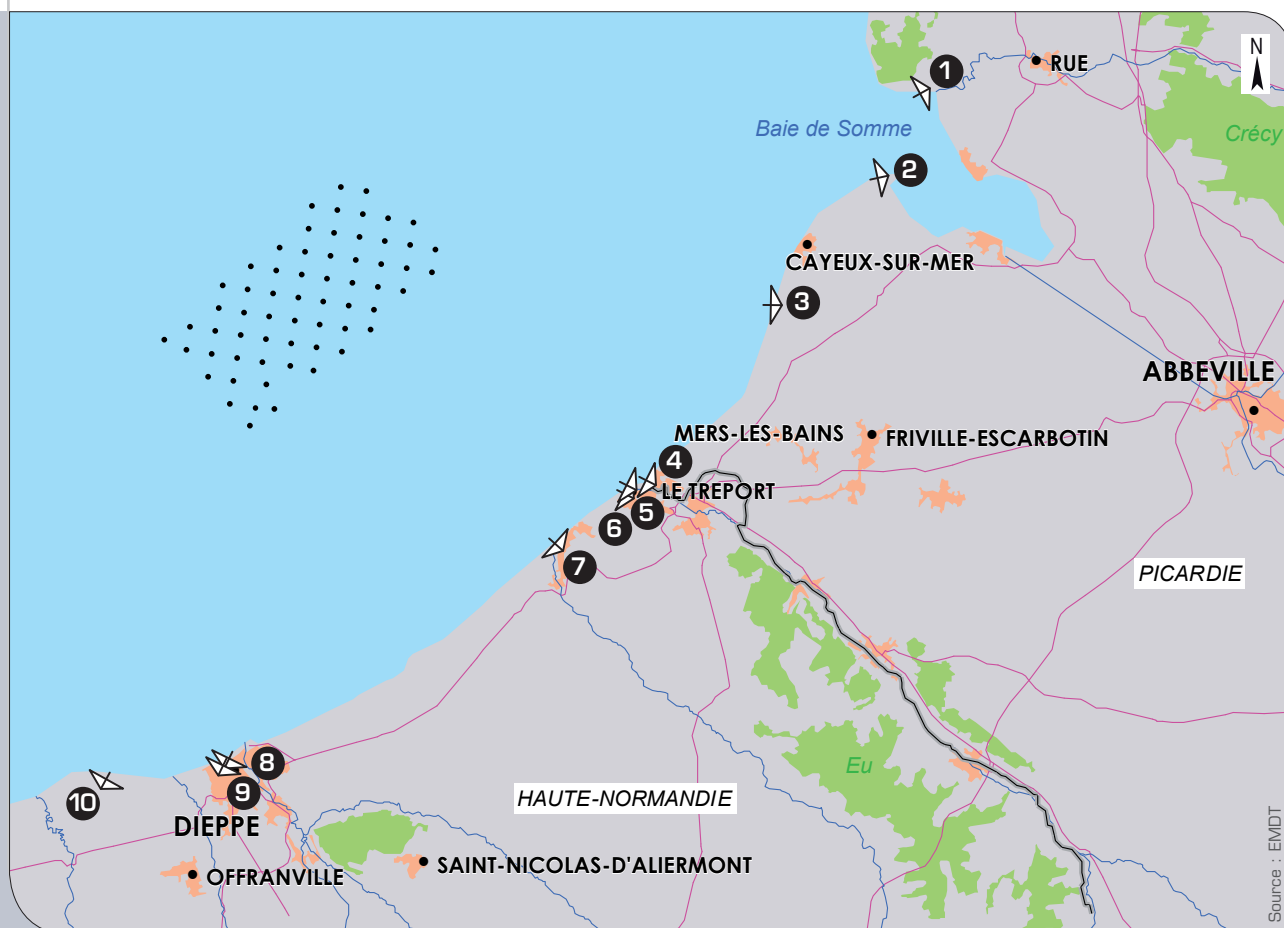 N
1
RUE
Baie de Somme
Crécy
2
CAYEUX-SUR-MER
3
ABBEVILLE
MERS-LES-BAINS
FRIVILLE-ESCARBOTIN
4
LE TREPORT
5
6
7
PICARDIE
Eu
8
HAUTE-NORMANDIE
9
10
DIEPPE
SAINT-NICOLAS-D'ALIERMONT
OFFRANVILLE
Source : EMDT